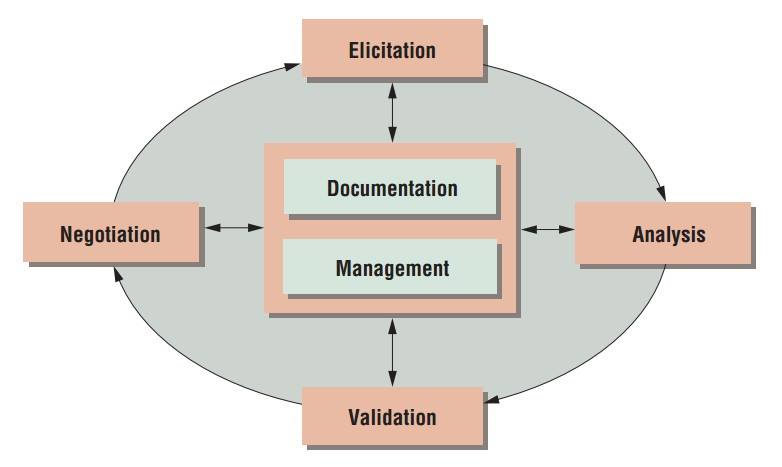 Elicitation
Documentation
Negotiation
Analysis
Management
Validation